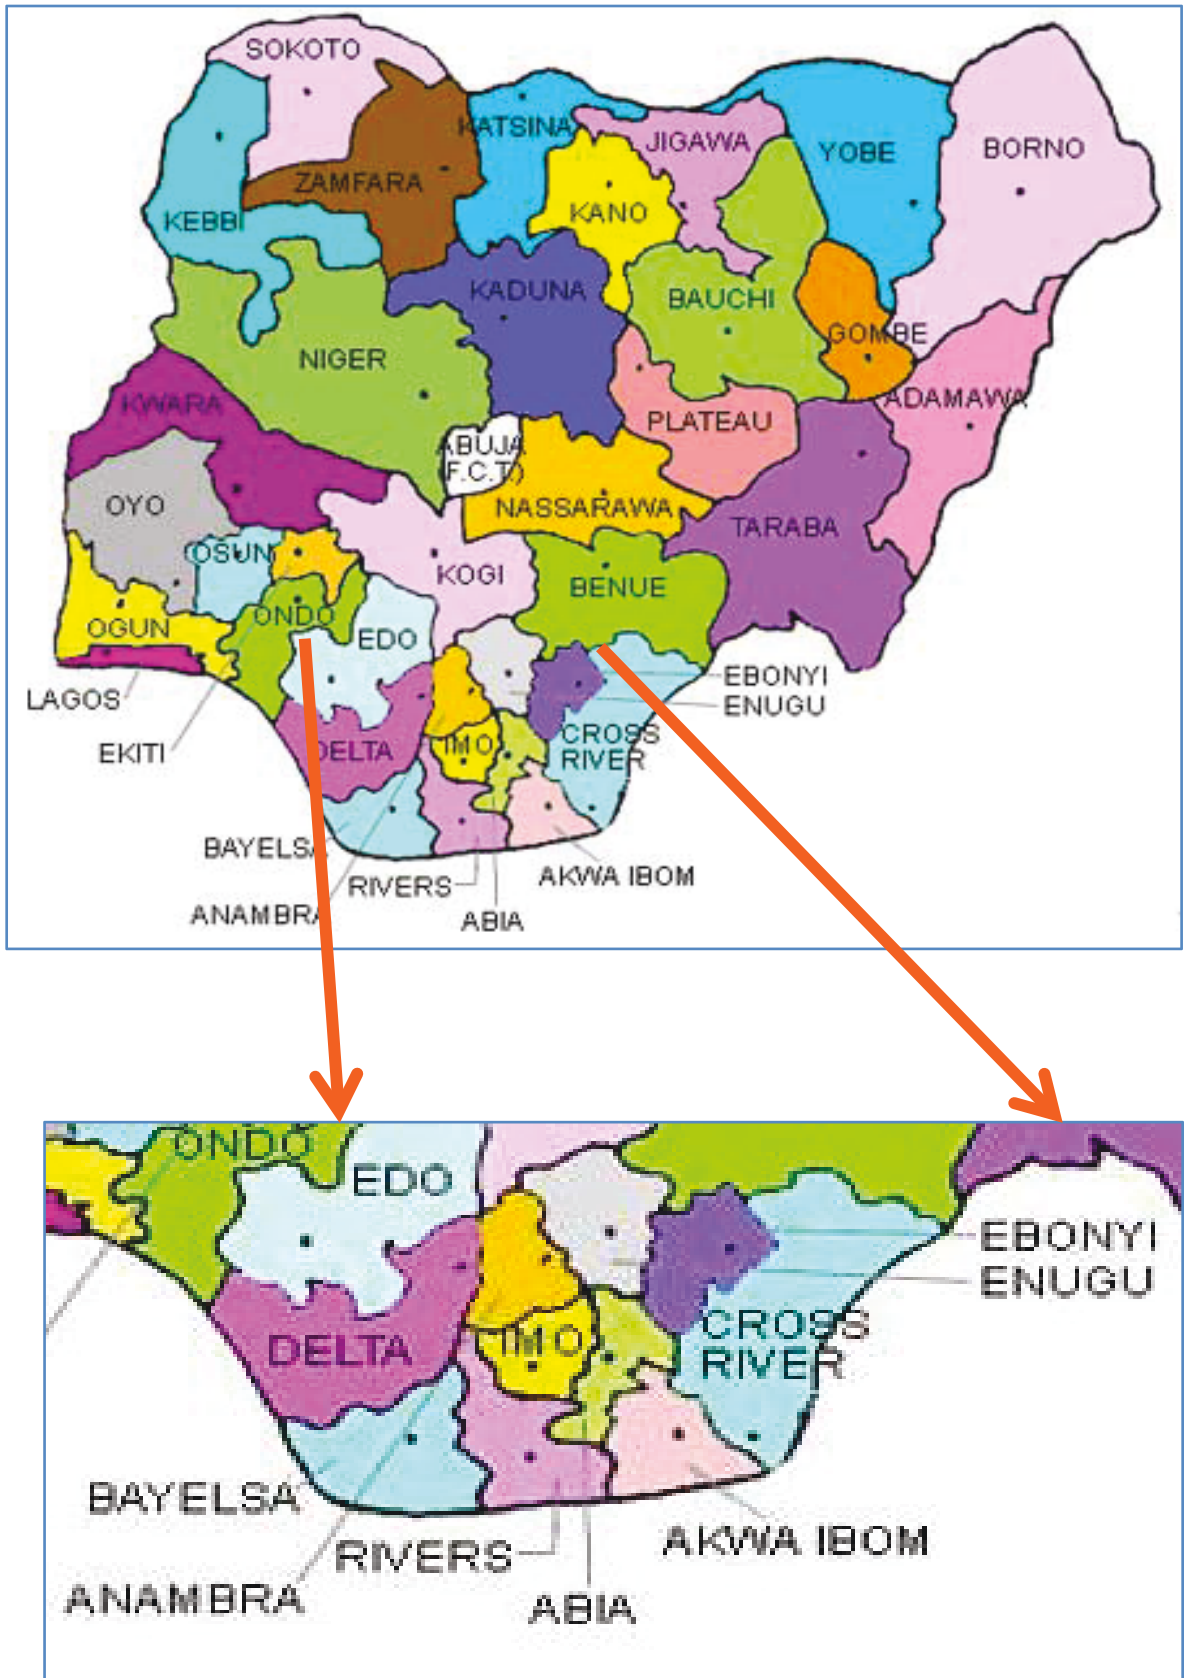 SOKOTO
KATSINA
JIGAWA
YOBE
BORNO
ZAMFARA
KANO
KEBBI
KADUNA
BAUCHI
GOMBE
NIGER
ADAMAWA
KWARA
PLATEAU
ABUJA
(F.C.T.)
OYO
NASSARAWA
TARABA
OSUN
KOGI
BENUE
ONDO
OGUN
EDO
EBONYI
LAGOS
ENUGU
EKITI
DELTA
IMO
CROSS
RIVER
BAYELSA
RIVERS
AKWA IBOM
ANAMBRA
ABIA
ONDO
EDO
EBONYI
ENUGU
DELTA
IMO
CROSS
RIVER
BAYELSA
RIVERS
AKWA IBOM
ANAMBRA
ABIA